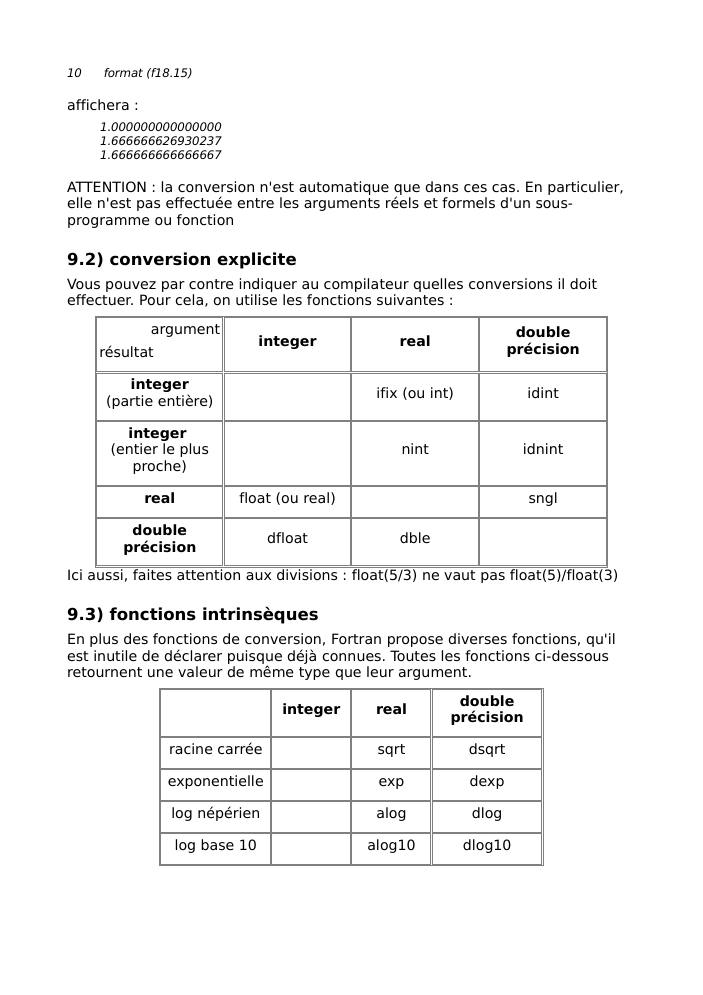 10 format (f18.15)
affichera :
1.000000000000000
1.666666626930237
1.666666666666667
ATTENTION : la conversion n'est automatique que dans ces cas. En particulier,
elle n'est pas effectuée entre les arguments réels et formels d'un sous-
programme ou fonction
9.2) conversion explicite
Vous pouvez par contre indiquer au compilateur quelles conversions il doit
effectuer. Pour cela, on utilise les fonctions suivantes :
argument
résultat
integer
real
double
précision
integer
(partie entière)
ifix (ou int)
idint
integer
(entier le plus
proche)
nint
idnint
real
float (ou real)
sngl
double
précision
dfloat
dble
Ici aussi, faites attention aux divisions : float(5/3) ne vaut pas float(5)/float(3)
9.3) fonctions intrinsèques
En plus des fonctions de conversion, Fortran propose diverses fonctions, qu'il
est inutile de déclarer puisque déjà connues. Toutes les fonctions ci-dessous
retournent une valeur de même type que leur argument.
integer
real
double
précision
racine carrée
sqrt
dsqrt
exponentielle
exp
dexp
log népérien
alog
dlog
log base 10
alog10
dlog10